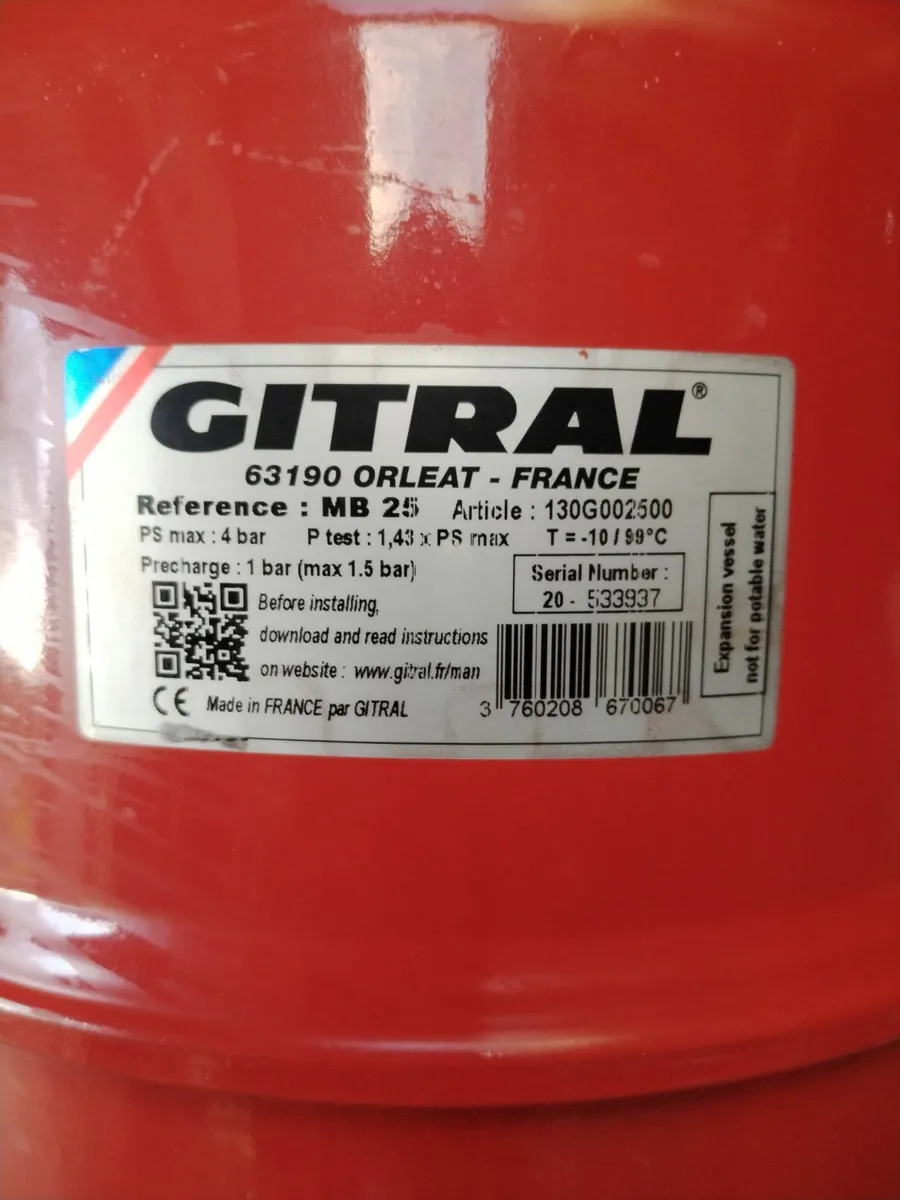 GITRAL®
63190 ORLEAT - FRANCE
Reference : MB 25 Article : 130G002500
PS max : 4 bar P test : 1,43 x PS max T = -10 / 99°C
Precharge : 1 bar (max 1.5 bar)
Serial Number :
20 - 533937
Before installing,
download and read instructions
on website : www.gitral.fr/man
CE Made in FRANCE par GITRAL
3 760208 670067
Expansion vessel
not for potable water